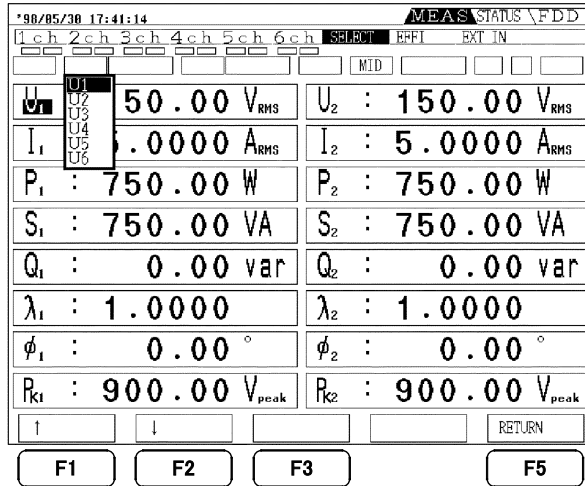 '98/05/30 17:41:14 MEAS STATUS FDD
1ch 2ch 3ch 4ch 5ch 6ch SELECT EFFI EXT IN
MID
U1
U2
U3
U4
U5
U6
U₁ 50.00 VRMS U₂ : 150.00 VRMS
I₁ .0000 ARMS I₂ : 5.0000 ARMS
P₁ : 750.00 W P₂ : 750.00 W
S₁ : 750.00 VA S₂ : 750.00 VA
Q₁ : 0.00 var Q₂ : 0.00 var
λ₁ : 1.0000 λ₂ : 1.0000
ϕ₁ : 0.00 ° ϕ₂ : 0.00 °
PK1 : 900.00 Vpeak PK2 : 900.00 Vpeak
↑ ↓ RETURN
F1 F2 F3 F5